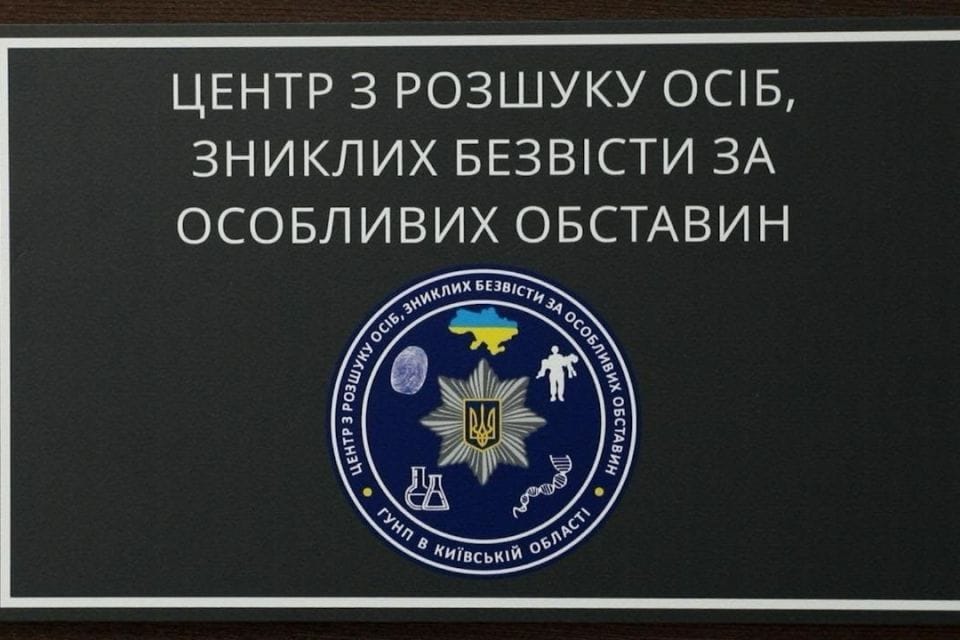 ЦЕНТР З РОЗШУКУ ОСІБ,
ЗНИКЛИХ БЕЗВІСТИ ЗА
ОСОБЛИВИХ ОБСТАВИН
ЦЕНТР З РОЗШУКУ ОСІБ, ЗНИКЛИХ БЕЗВІСТИ ЗА ОСОБЛИВИХ ОБСТАВИН
ГУНП В КИЇВСЬКІЙ ОБЛАСТІ